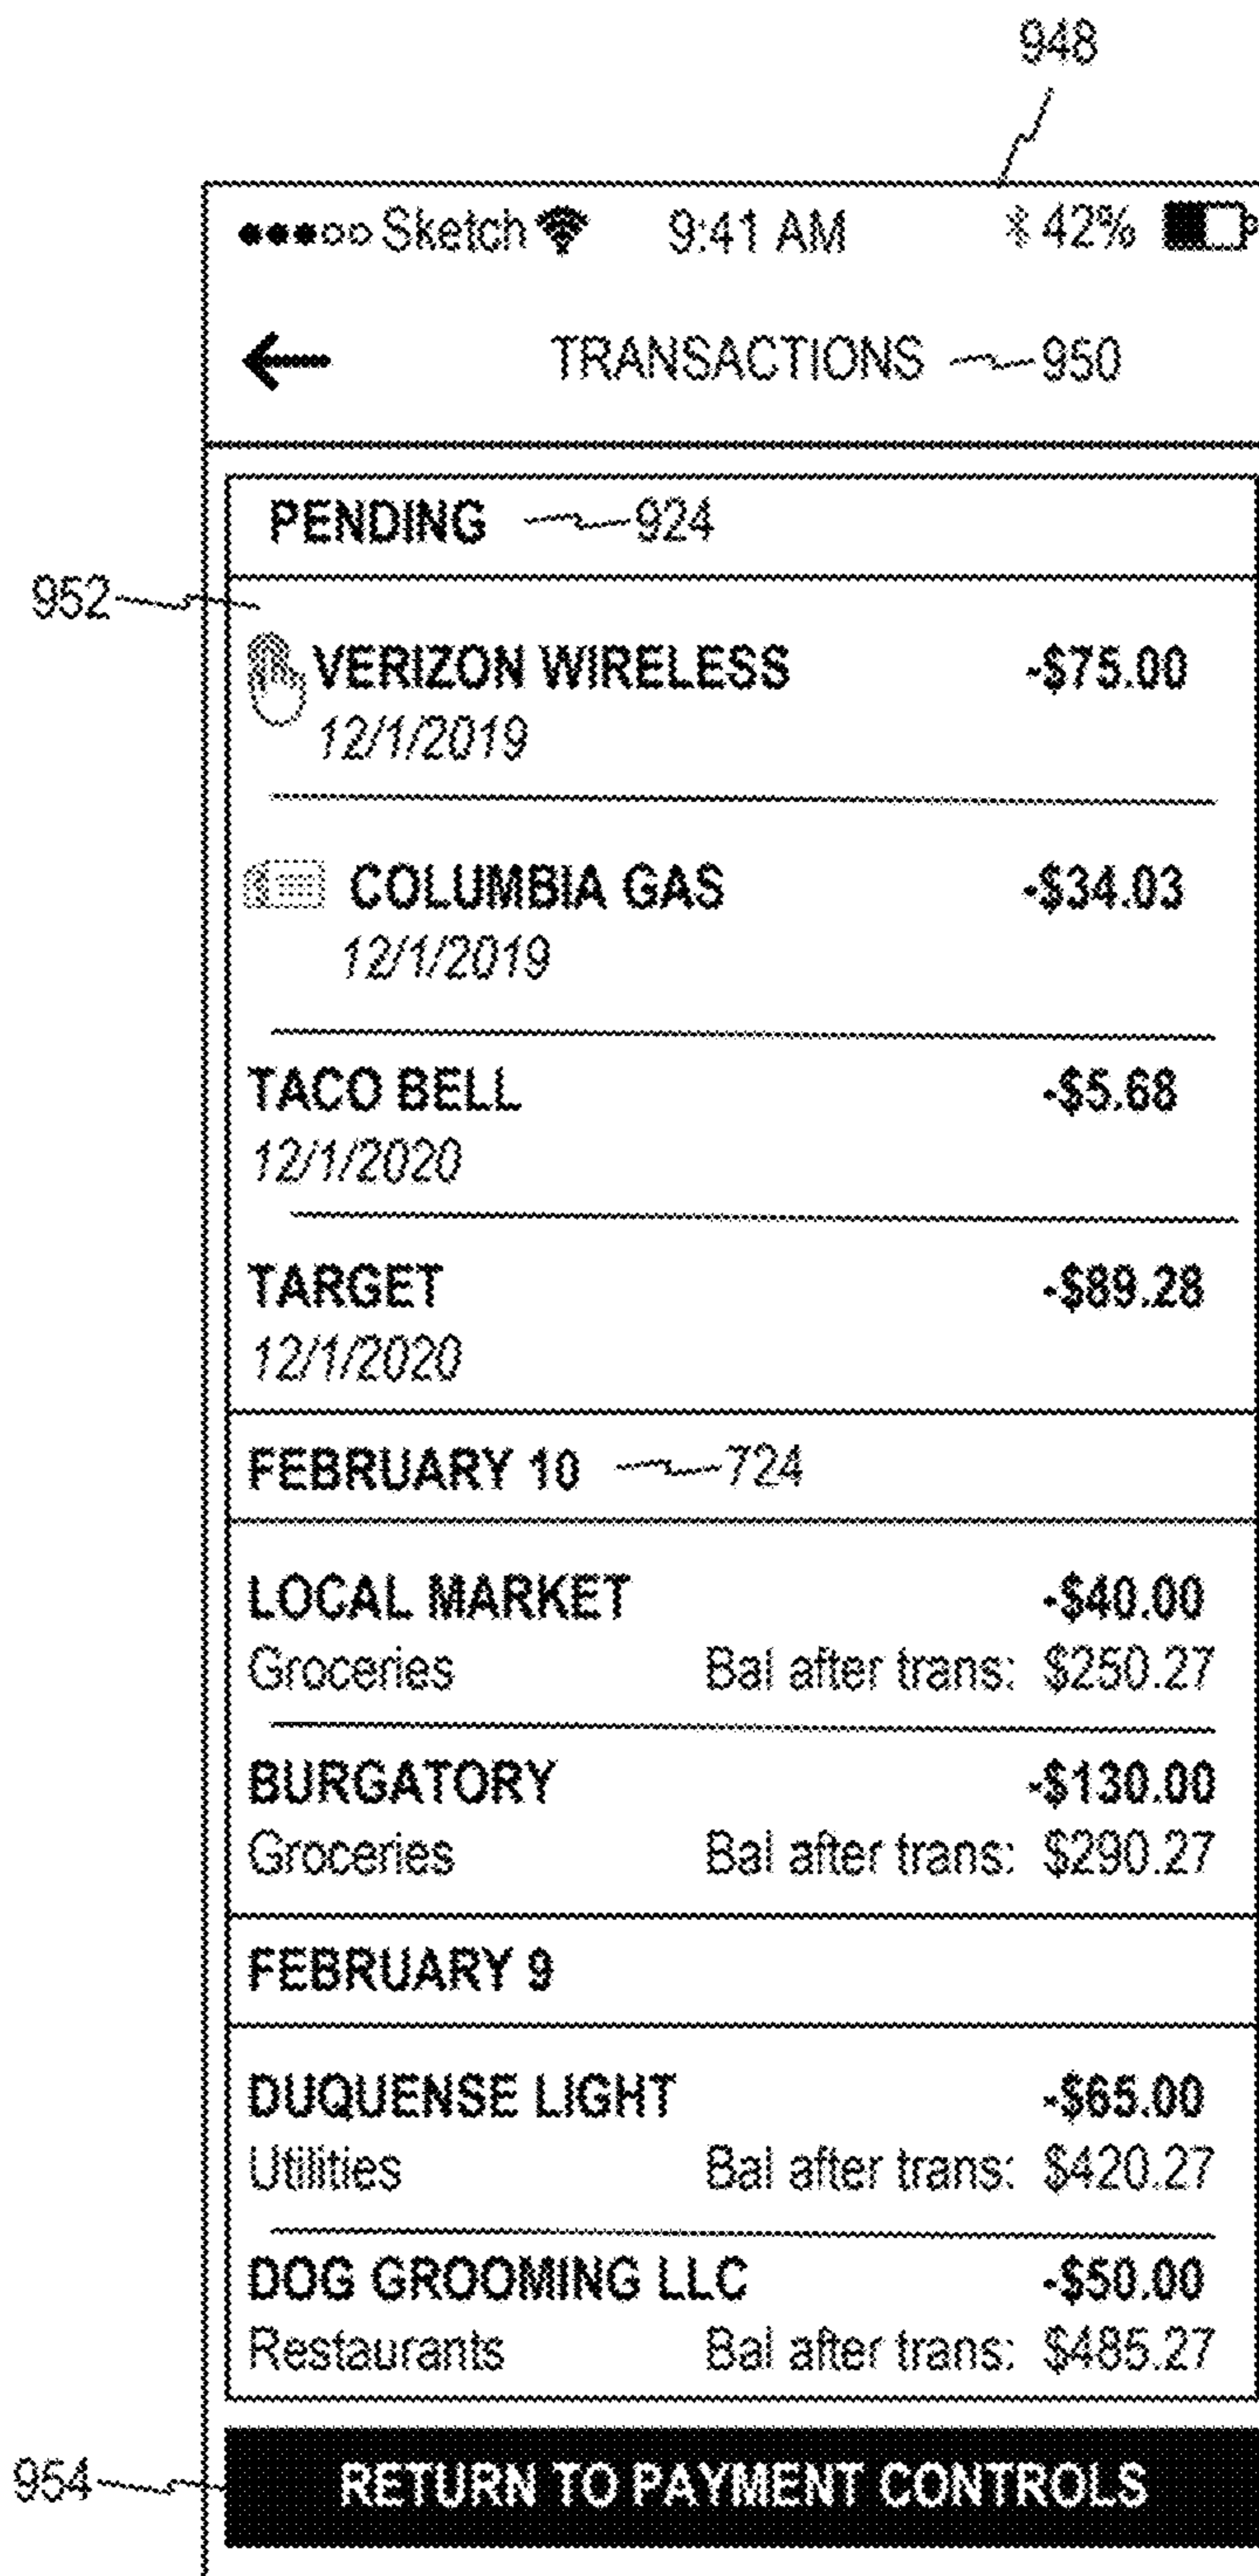 948
Sketch 9:41 AM 42%
TRANSACTIONS 950
PENDING 924
952
VERIZON WIRELESS -$75.00
12/1/2019
COLUMBIA GAS -$34.03
12/1/2019
TACO BELL -$5.68
12/1/2020
TARGET -$89.28
12/1/2020
FEBRUARY 10 724
LOCAL MARKET -$40.00
Groceries Bal after trans: $250.27
BURGATORY -$130.00
Groceries Bal after trans: $290.27
FEBRUARY 9
DUQUENSE LIGHT -$65.00
Utilities Bal after trans: $420.27
DOG GROOMING LLC -$50.00
Restaurants Bal after trans: $485.27
954 RETURN TO PAYMENT CONTROLS